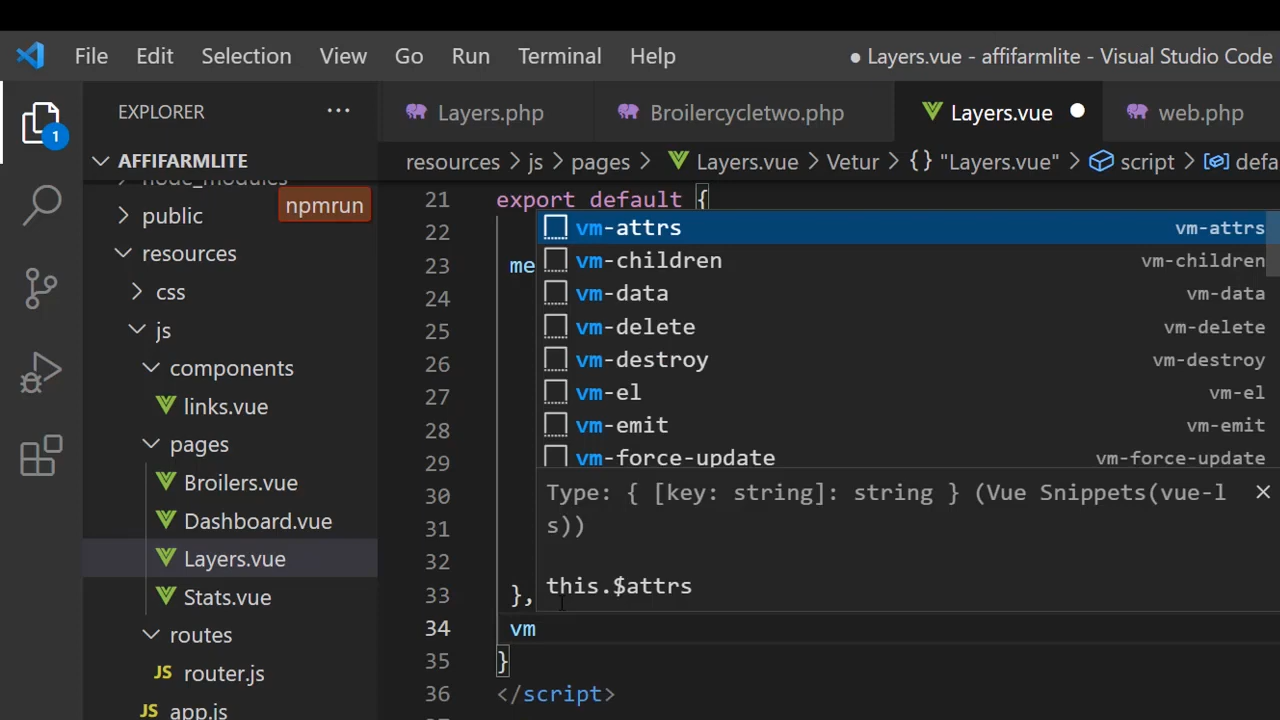 File Edit Selection View Go Run Terminal Help ● Layers.vue - affifarmlite - Visual Studio Code
EXPLORER ··· Layers.php Broilercycletwo.php Layers.vue ● web.php
1
AFFIFARMLITE
resources > js > pages > Layers.vue > Vetur > {} "Layers.vue" > script > defa
node_modules
npmrun
public
resources
css
js
components
links.vue
pages
Broilers.vue
Dashboard.vue
Layers.vue
Stats.vue
routes
router.js
app.js
21 export default {
22
23 me
24
25
26
27
28
29
30
31
32
33 },
34 vm
35 }
36 </script>
vm-attrs vm-attrs
vm-children vm-children
vm-data vm-data
vm-delete vm-delete
vm-destroy vm-destroy
vm-el vm-el
vm-emit vm-emit
vm-force-update vm-force-update
Type: { [key: string]: string } (Vue Snippets(vue-l
s))
this.$attrs